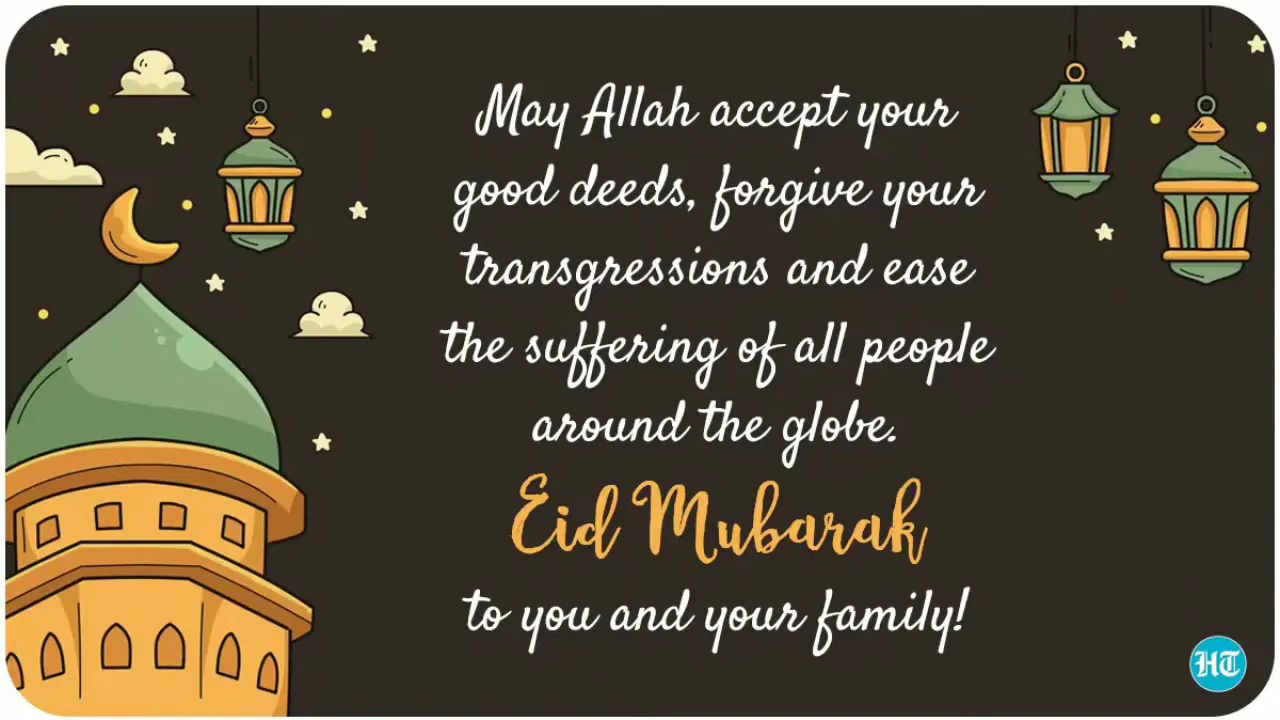 May Allah accept your
good deeds, forgive your
transgressions and ease
the suffering of all people
around the globe.
Eid Mubarak
to you and your family!
HT